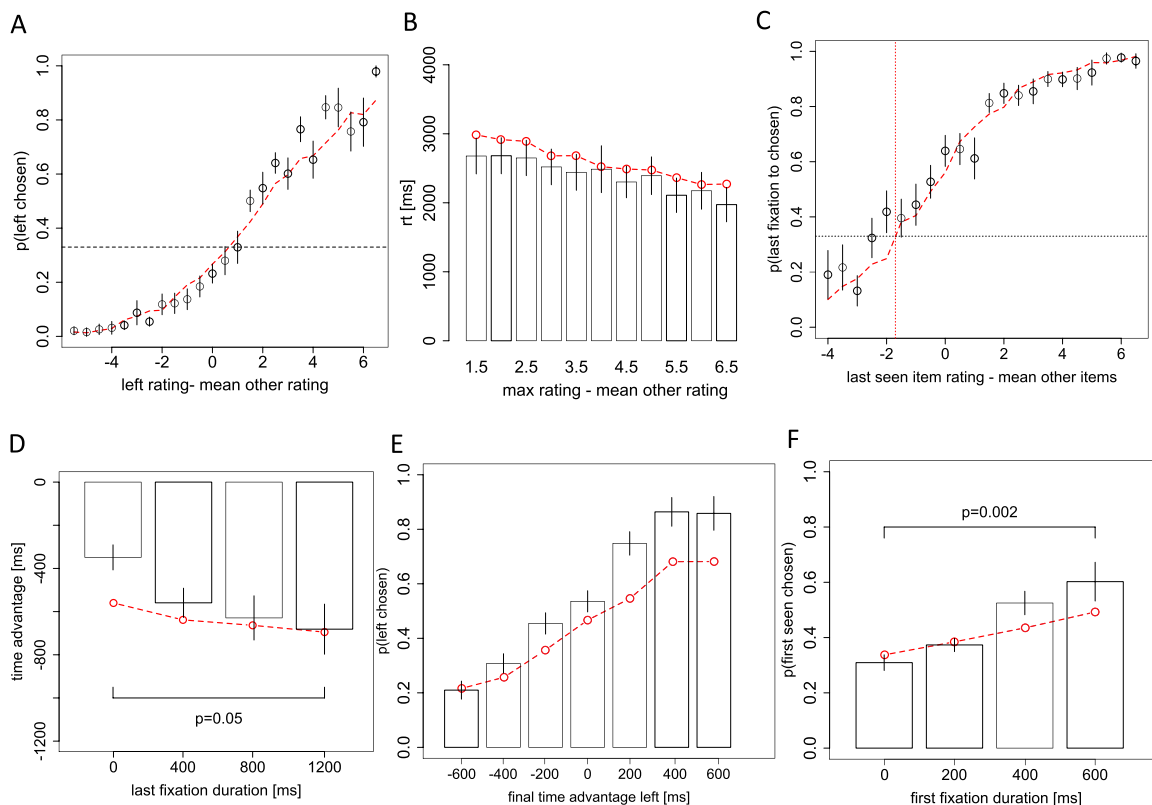 A
p(left chosen)
1.0
0.8
0.6
0.4
0.2
0.0
-4 -2 0 2 4 6
left rating- mean other rating
B
rt [ms]
4000
3000
2000
1000
0
1.5 2.5 3.5 4.5 5.5 6.5
max rating - mean other rating
C
p(last fixation to chosen)
1.0
0.8
0.6
0.4
0.2
0.0
-4 -2 0 2 4 6
last seen item rating - mean other items
D
time advantage [ms]
0
-400
-800
-1200
p=0.05
0 400 800 1200
last fixation duration [ms]
E
p(left chosen)
1.0
0.8
0.6
0.4
0.2
0.0
-600 -400 -200 0 200 400 600
final time advantage left [ms]
F
p(first seen chosen)
1.0
0.8
0.6
0.4
0.2
0.0
p=0.002
0 200 400 600
first fixation duration [ms]